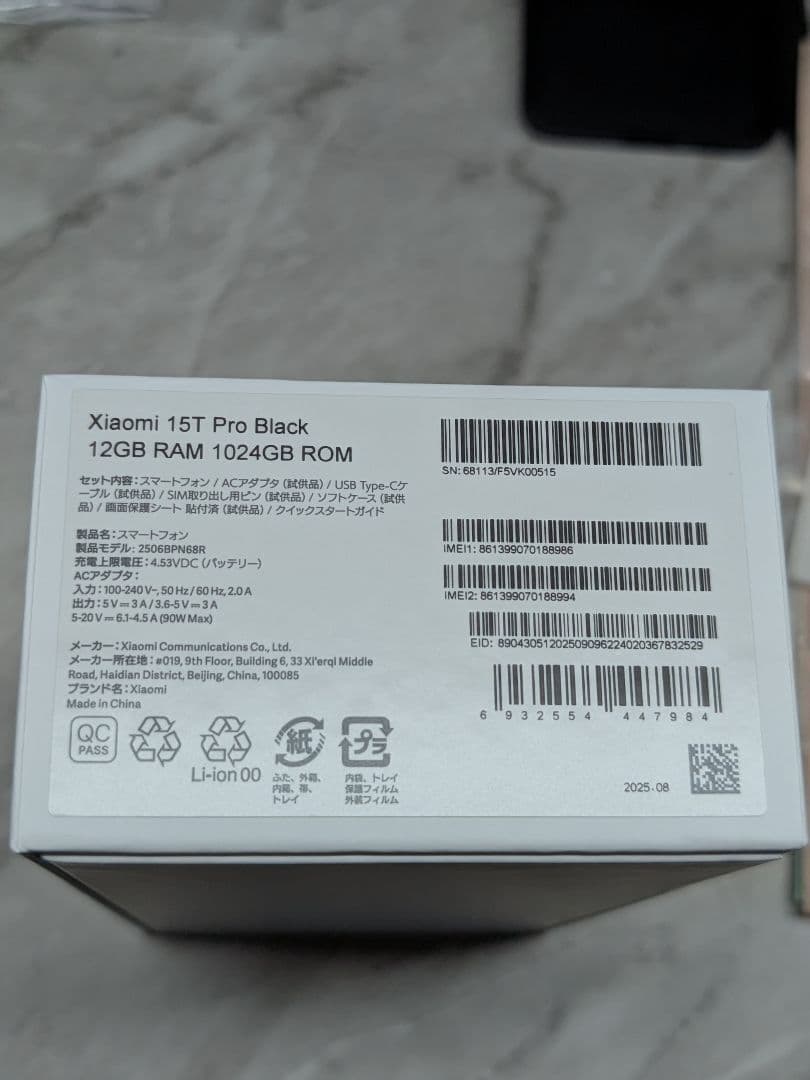 Xiaomi 15T Pro Black
12GB RAM 1024GB ROM
セット内容：スマートフォン / ACアダプタ（試供品）/ USB Type-Cケ
ーブル（試供品）/ SIM取り出し用ピン（試供品）/ ソフトケース（試供
品）/ 画面保護シート 貼付済（試供品）/ クイックスタートガイド
製品名：スマートフォン
製品モデル：2506BPN68R
充電上限電圧：4.53VDC（バッテリー）
ACアダプタ：
入力：100-240 V~, 50 Hz / 60 Hz, 2.0 A
出力：5 V⎓3 A / 3.6-5 V⎓3 A
5-20 V⎓6.1-4.5 A (90W Max)
メーカー：Xiaomi Communications Co., Ltd.
メーカー所在地：#019, 9th Floor, Building 6, 33 Xi'erqi Middle
Road, Haidian District, Beijing, China, 100085
ブランド名：Xiaomi
Made in China
QC
PASS
Li-ion 00
紙
ふた、外箱、
内箱、帯、
トレイ
プラ
内袋、トレイ
保護フィルム
外装フィルム
SN: 68113/F5VK00515
IMEI1: 861399070188986
IMEI2: 861399070188994
EID: 89043051202509096224020367832529
6 932554 447984
2025.08